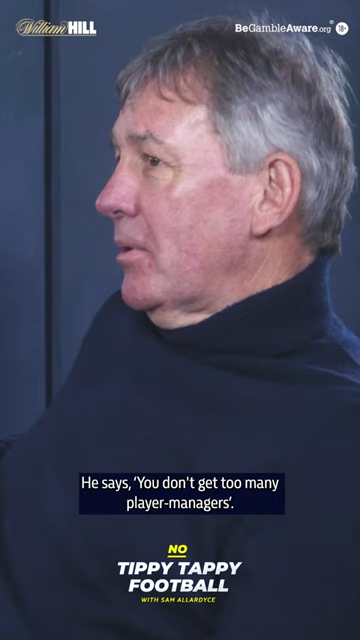 William HILL
BeGambleAware.org® 18+
He says, 'You don't get too many
player-managers'.
NO
TIPPY TAPPY
FOOTBALL
WITH SAM ALLARDYCE